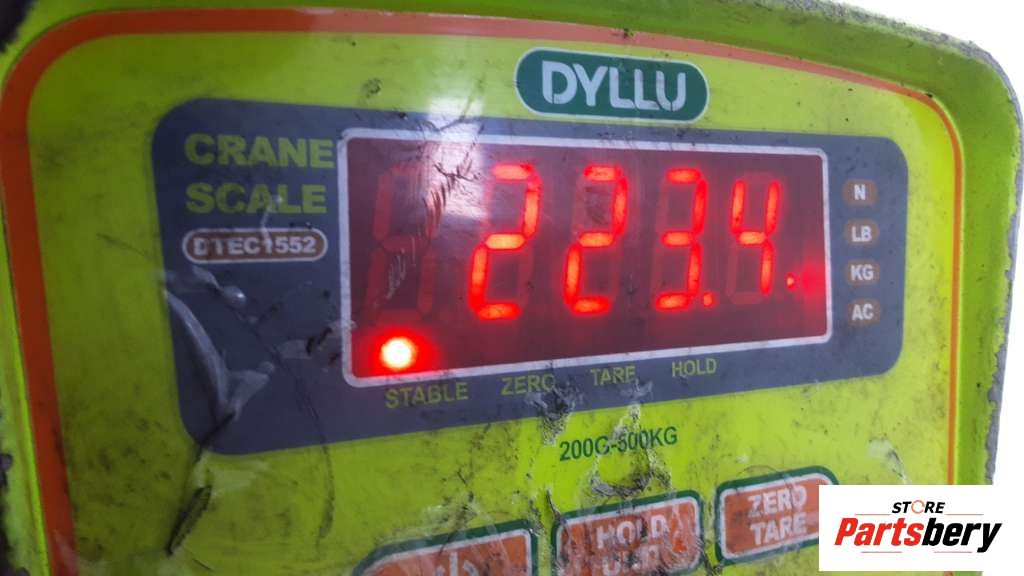 DYLLU
CRANE
SCALE
DTEC1552
223.4
N
LB
KG
AC
STABLE ZERO TARE HOLD
200G-500KG
HOLD
ZERO
TARE
STORE
Partsbery